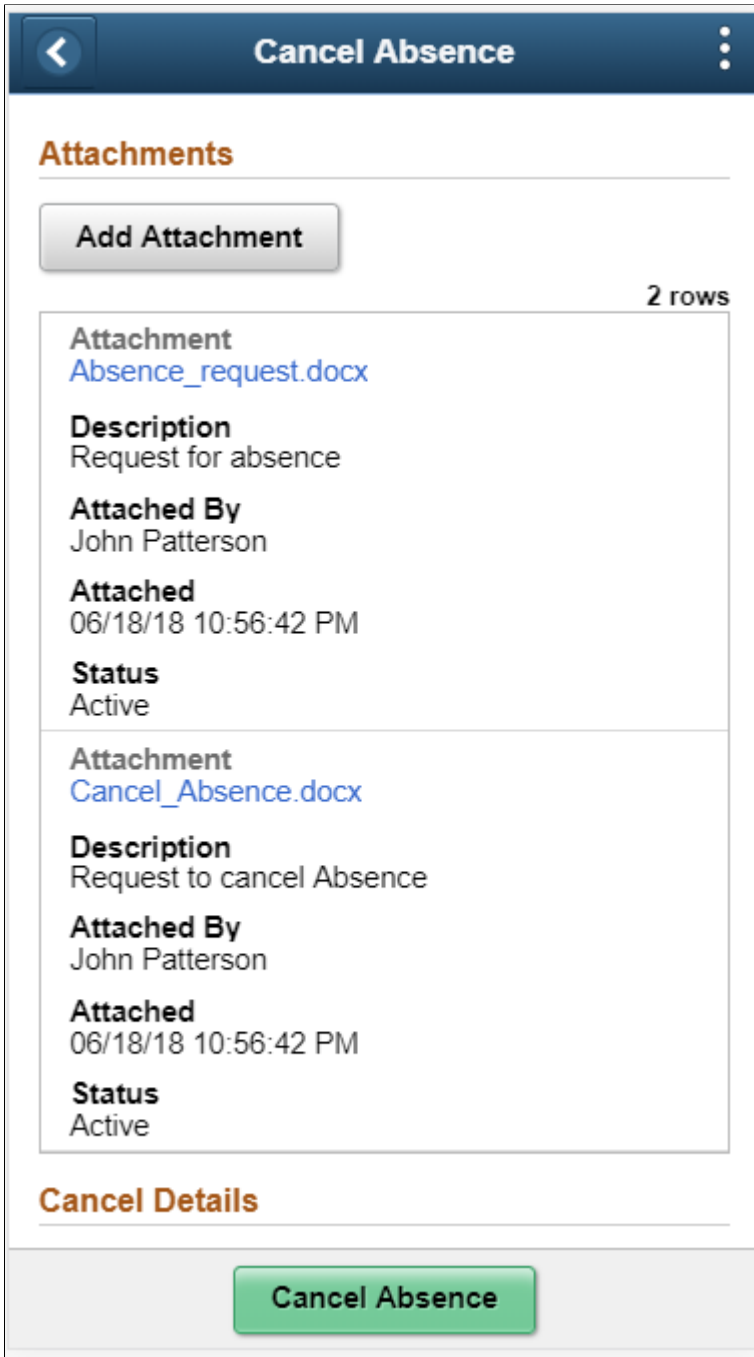 Cancel Absence
Attachments
Add Attachment
2 rows
Attachment
Absence_request.docx
Description
Request for absence
Attached By
John Patterson
Attached
06/18/18 10:56:42 PM
Status
Active
Attachment
Cancel_Absence.docx
Description
Request to cancel Absence
Attached By
John Patterson
Attached
06/18/18 10:56:42 PM
Status
Active
Cancel Details
Cancel Absence